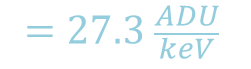 = 27.3 ADU/keV